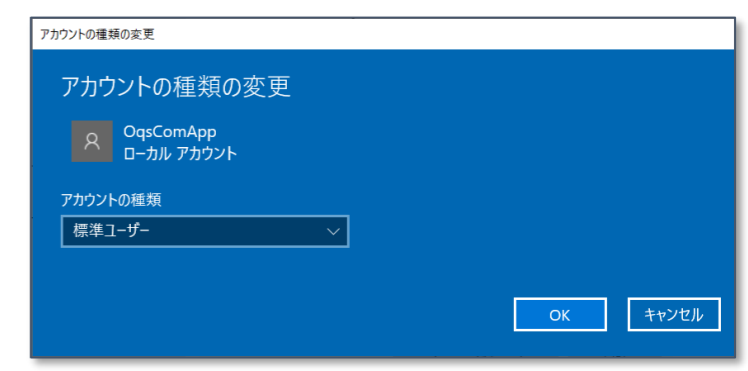 アカウントの種類の変更
アカウントの種類の変更
OqsComApp
ローカル アカウント
アカウントの種類
標準ユーザー
OK
キャンセル